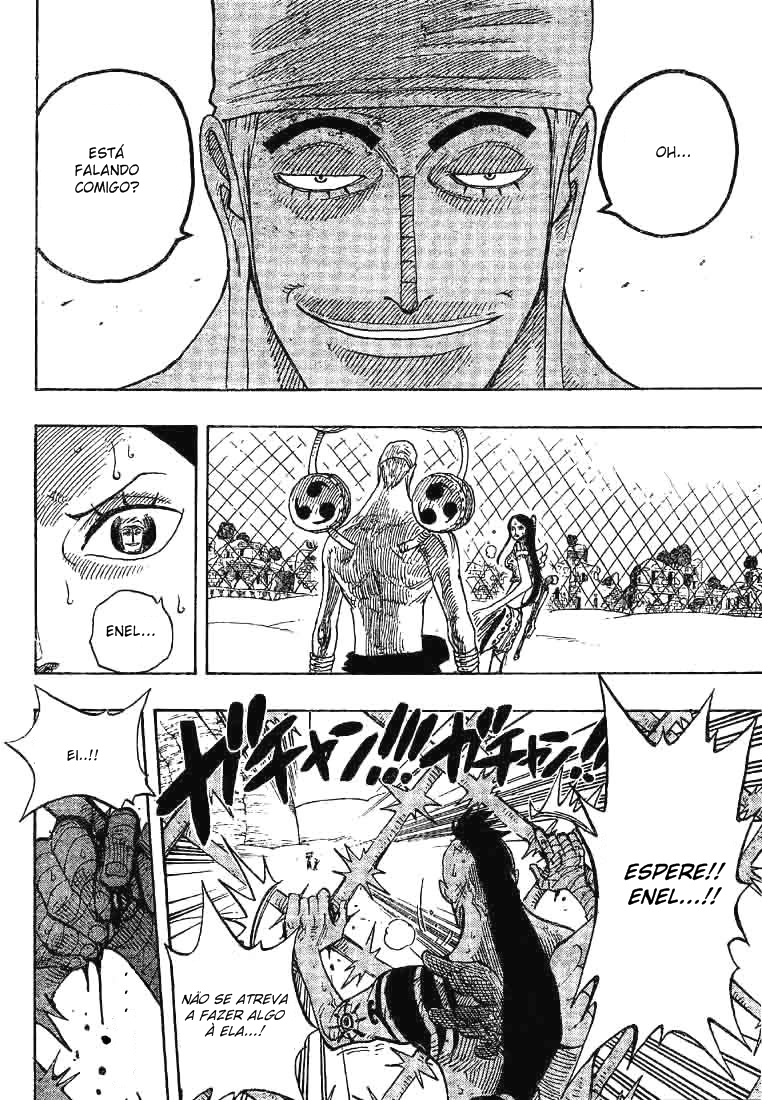 OH...
ESTÁ
FALANDO
COMIGO?
ENEL...
ESPERE!!
ENEL...!!
ガチャン!!!
ガチャン!!
NÃO SE ATREVA
A FAZER ALGO
À ELA...!
EI..!!